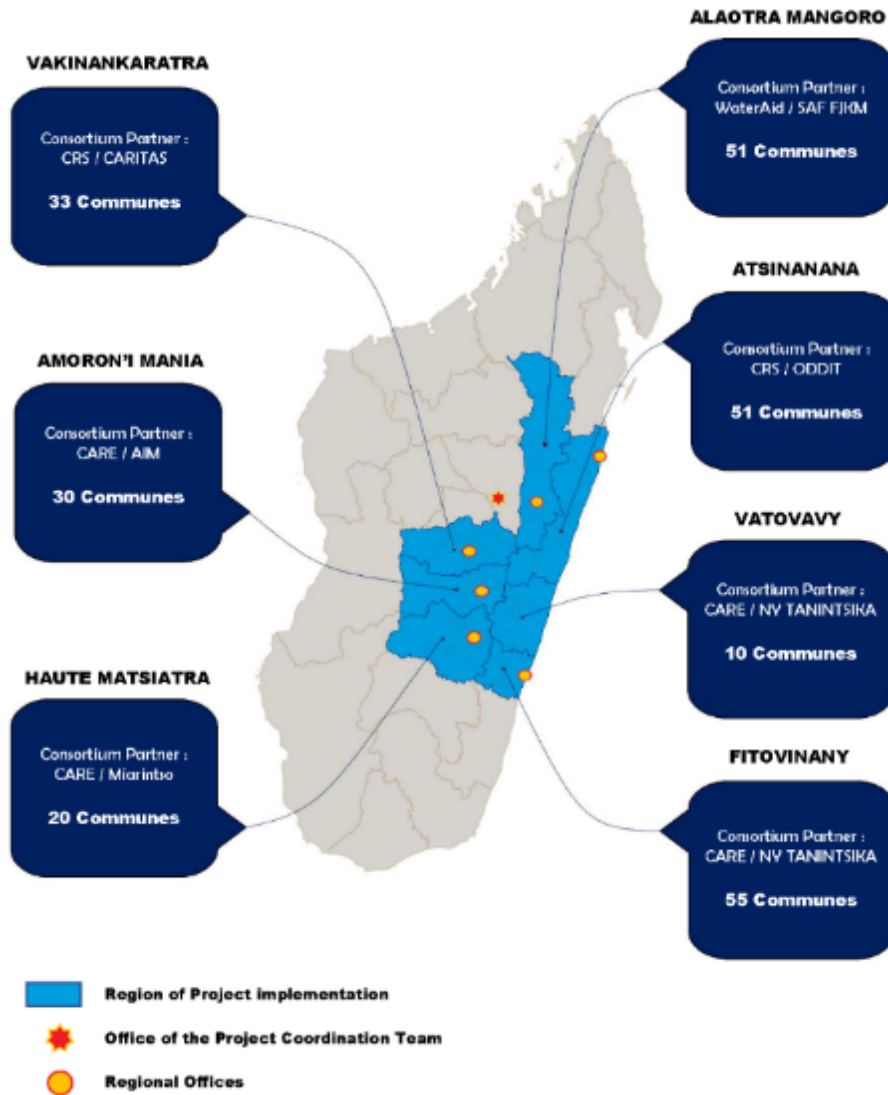 VAKINANKARATRA
Consortium Partner :
CRS / CARITAS
33 Communes
AMORON'I MANIA
Consortium Partner :
CARE / AIM
30 Communes
HAUTE MATSIATRA
Consortium Partner :
CARE / Miarintso
20 Communes
ALAOTRA MANGORO
Consortium Partner :
WaterAid / SAF FJKM
51 Communes
ATSINANANA
Consortium Partner :
CRS / ODDIT
51 Communes
VATOVAVY
Consortium Partner :
CARE / NY TANINTSIKA
10 Communes
FITOVINANY
Consortium Partner :
CARE / NY TANINTSIKA
55 Communes
Region of Project implementation
Office of the Project Coordination Team
Regional Offices